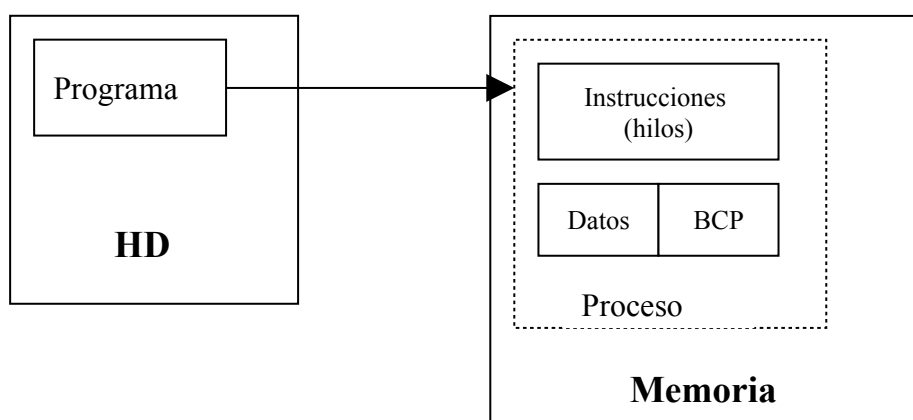 Programa
HD
Instrucciones
(hilos)
Datos
BCP
Proceso
Memoria